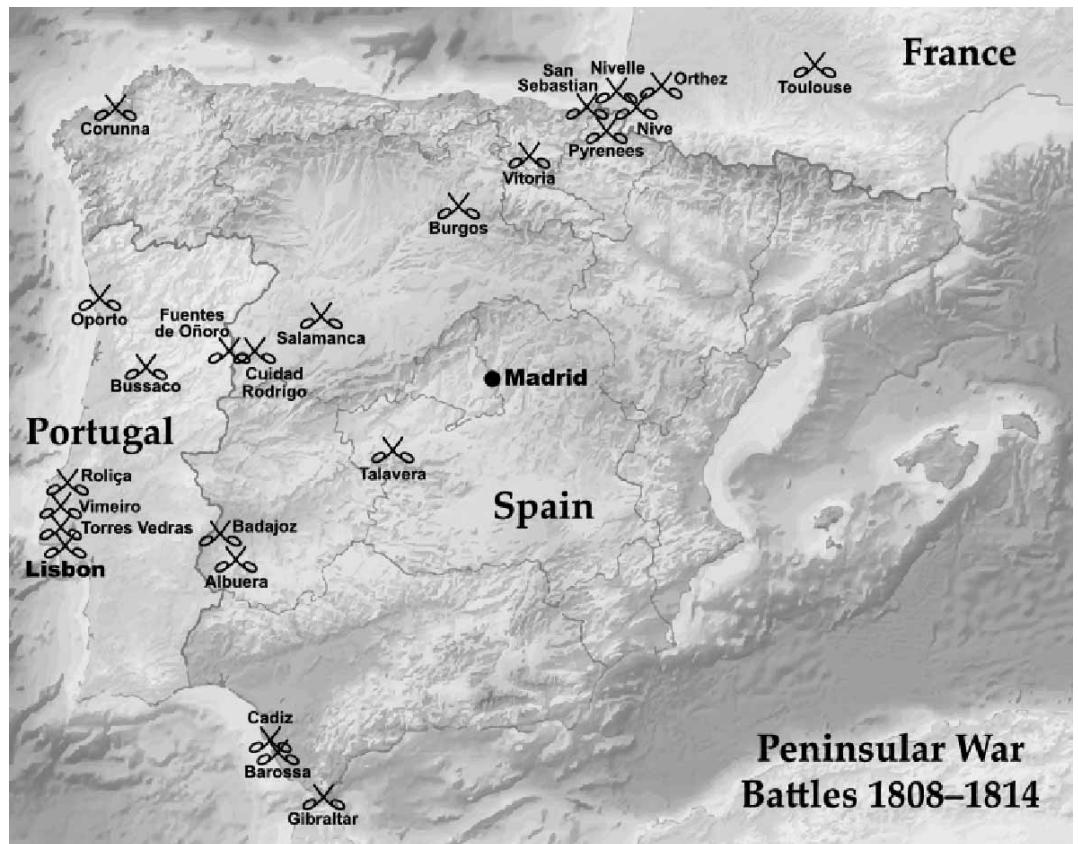 France
San
Sebastian
Nivelle
Orthez
Toulouse
Corunna
Nive
Pyrenees
Vitoria
Burgos
Oporto
Fuentes
de Oñoro
Salamanca
Cuidad
Rodrigo
Bussaco
Madrid
Portugal
Talavera
Roliça
Vimeiro
Spain
Torres Vedras
Badajoz
Lisbon
Albuera
Cadiz
Barossa
Gibraltar
Peninsular War
Battles 1808–1814